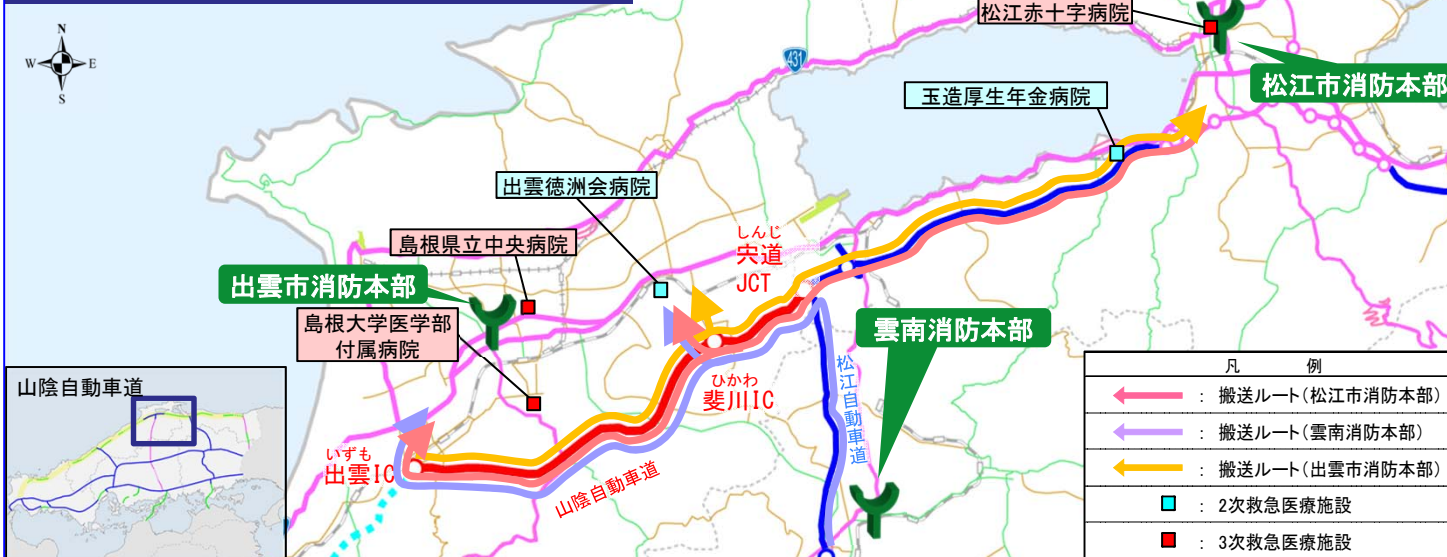 N
W
E
S
松江赤十字病院
431
松江市消防本部
玉造厚生年金病院
出雲徳洲会病院
しんじ
宍道
JCT
島根県立中央病院
出雲市消防本部
島根大学医学部
付属病院
雲南消防本部
松江自動車道
ひかわ
斐川IC
いずも
出雲IC
山陰自動車道
山陰自動車道
凡 例
: 搬送ルート(松江市消防本部)
: 搬送ルート(雲南消防本部)
: 搬送ルート(出雲市消防本部)
: 2次救急医療施設
: 3次救急医療施設